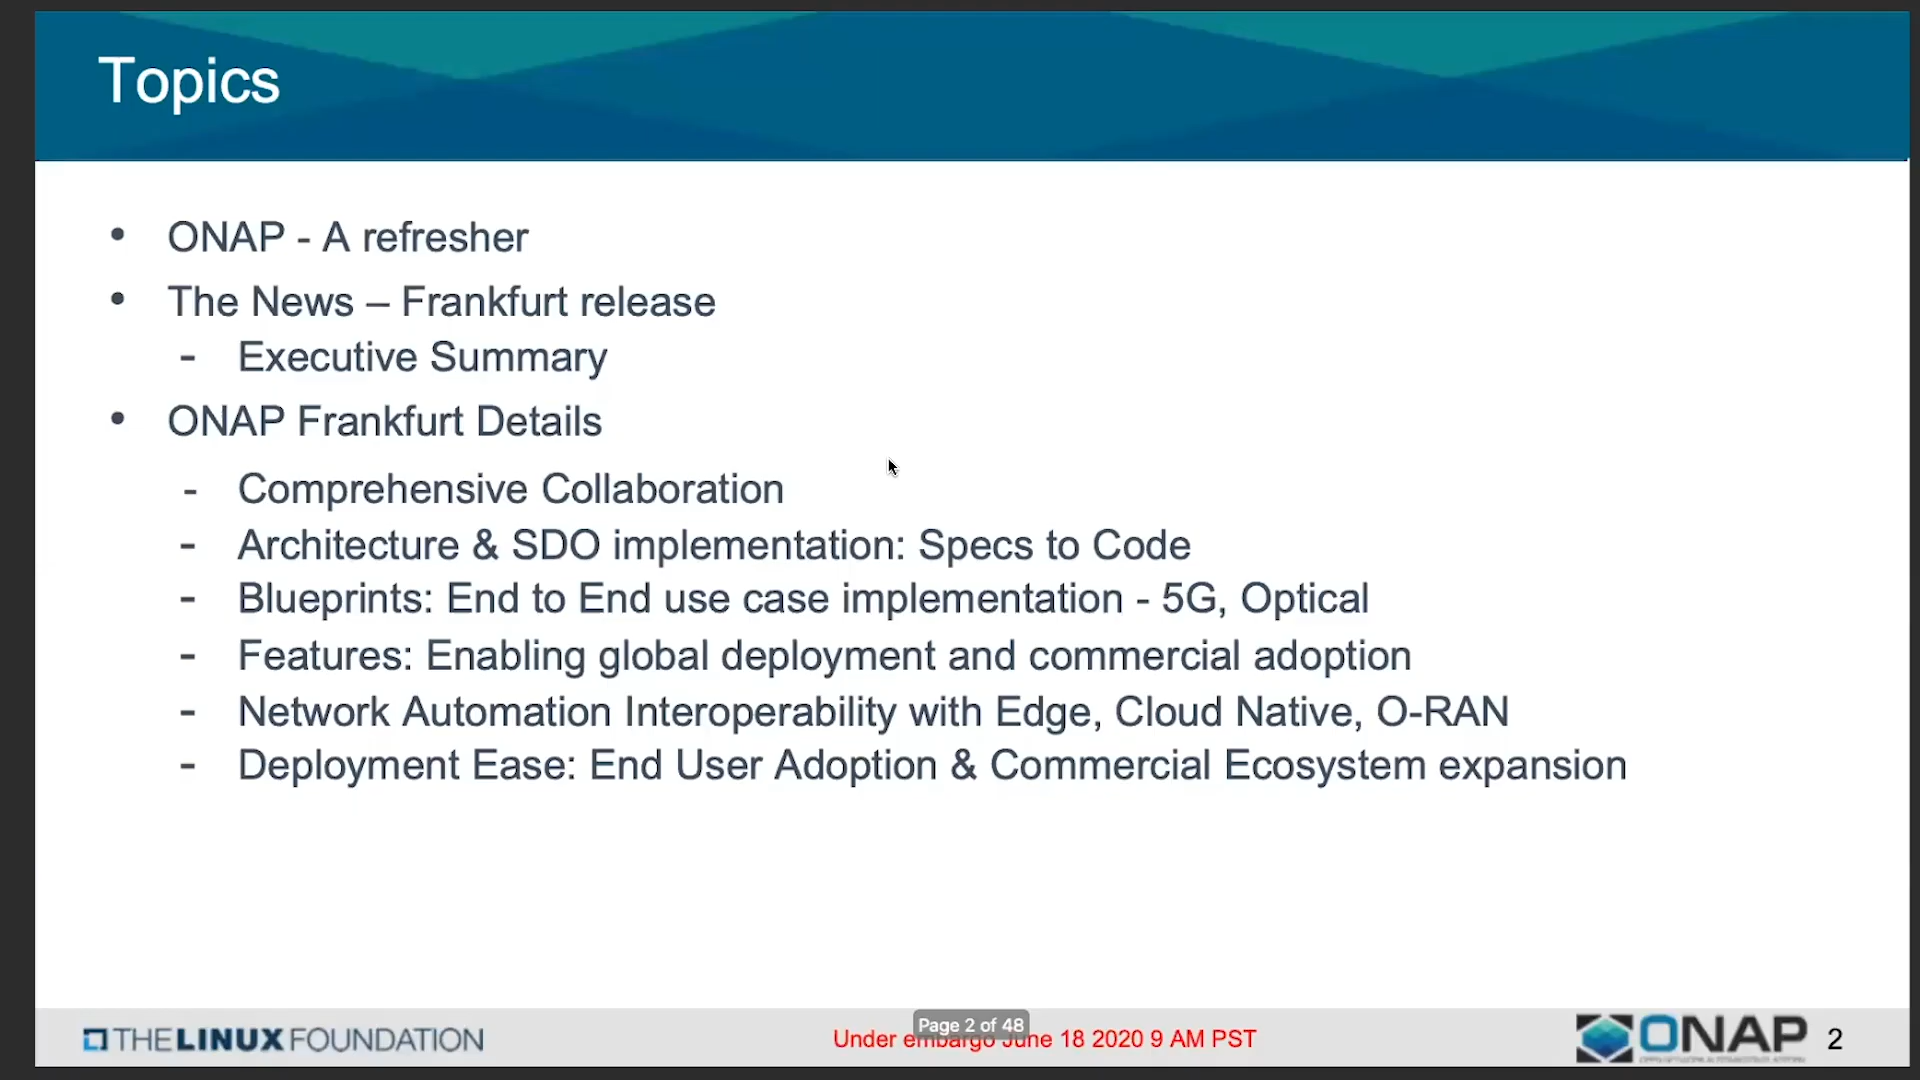 Topics
• ONAP - A refresher
• The News – Frankfurt release
- Executive Summary
• ONAP Frankfurt Details
- Comprehensive Collaboration
- Architecture & SDO implementation: Specs to Code
- Blueprints: End to End use case implementation - 5G, Optical
- Features: Enabling global deployment and commercial adoption
- Network Automation Interoperability with Edge, Cloud Native, O-RAN
- Deployment Ease: End User Adoption & Commercial Ecosystem expansion
THE LINUX FOUNDATION
Page 2 of 48
Under embargo June 18 2020 9 AM PST
ONAP
2